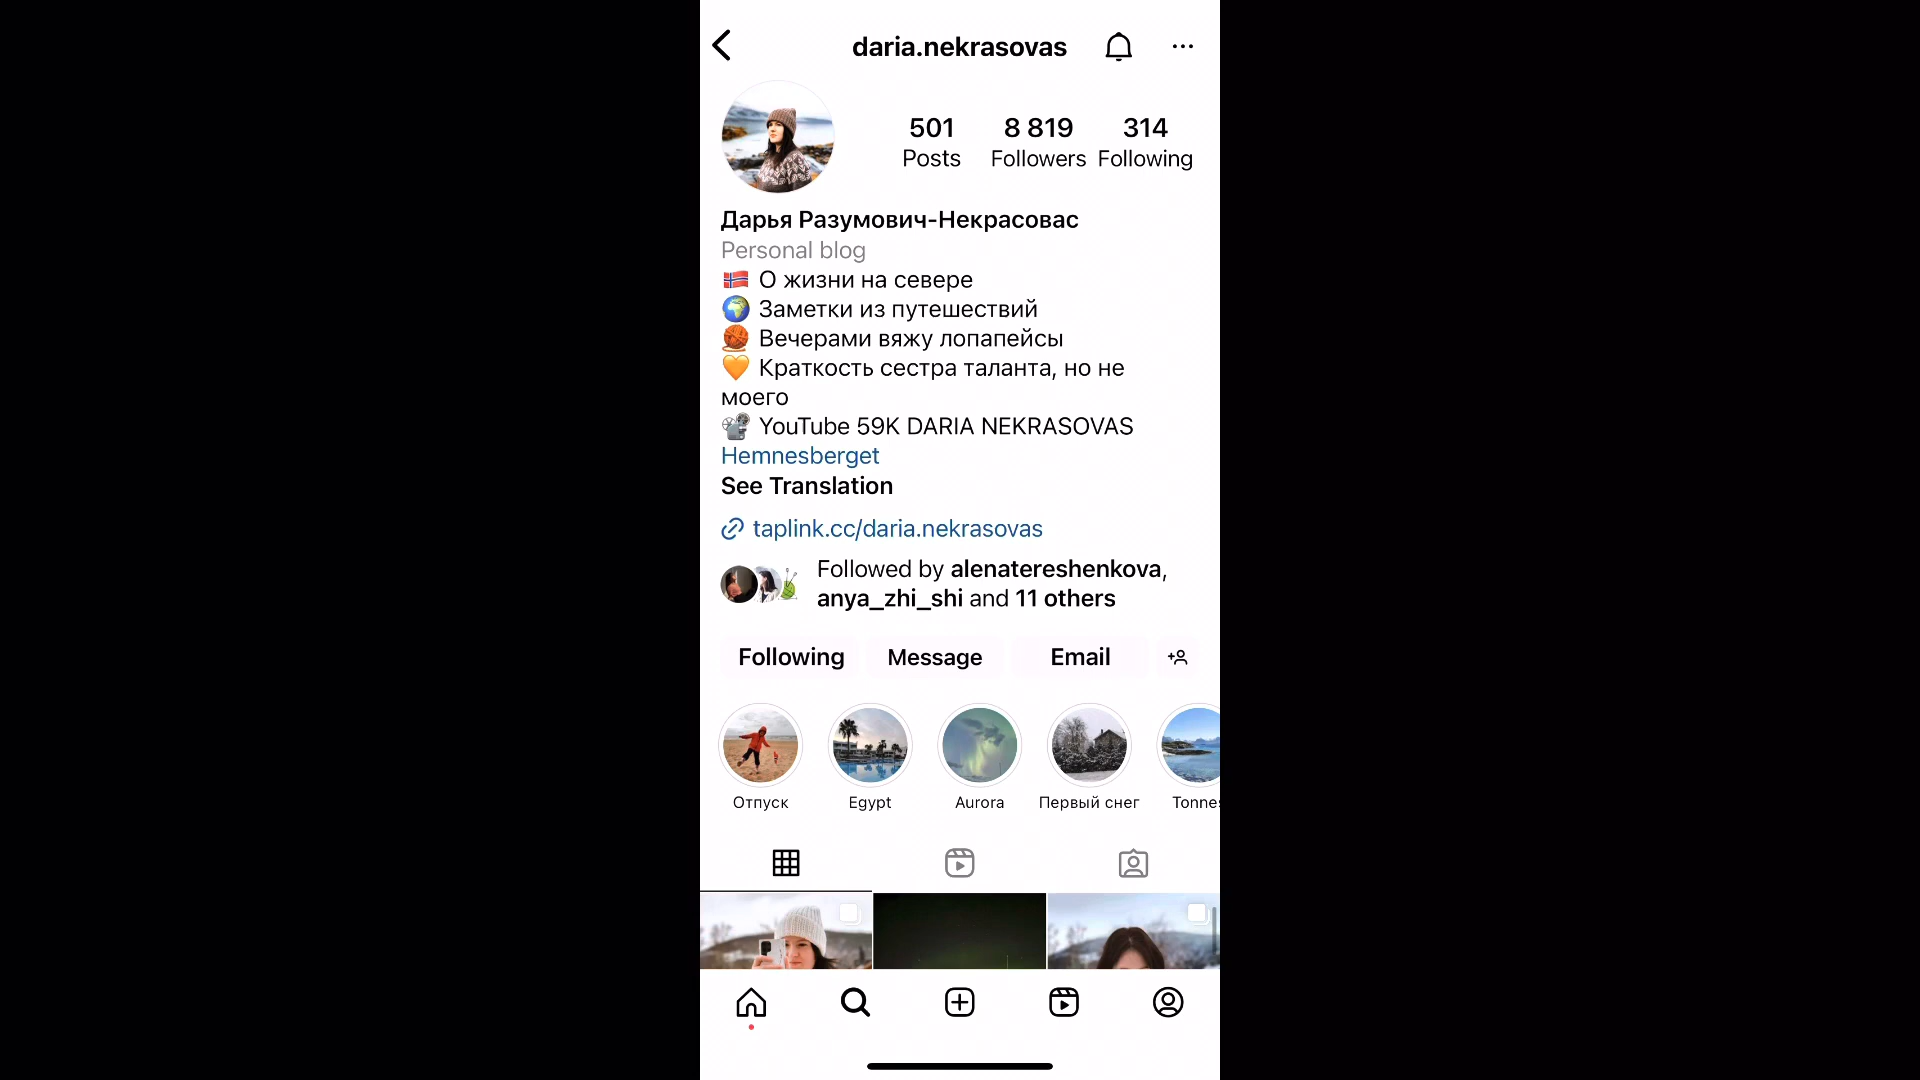 daria.nekrasovas
501 8 819 314
Posts Followers Following
Дарья Разумович-Некрасовас
Personal blog
О жизни на севере
Заметки из путешествий
Вечерами вяжу лопапейсы
Краткость сестра таланта, но не
моего
YouTube 59K DARIA NEKRASOVAS
Hemnesberget
See Translation
taplink.cc/daria.nekrasovas
Followed by alenatereshenkova,
anya_zhi_shi and 11 others
Following Message Email
Отпуск Egypt Aurora Первый снег Tonnes